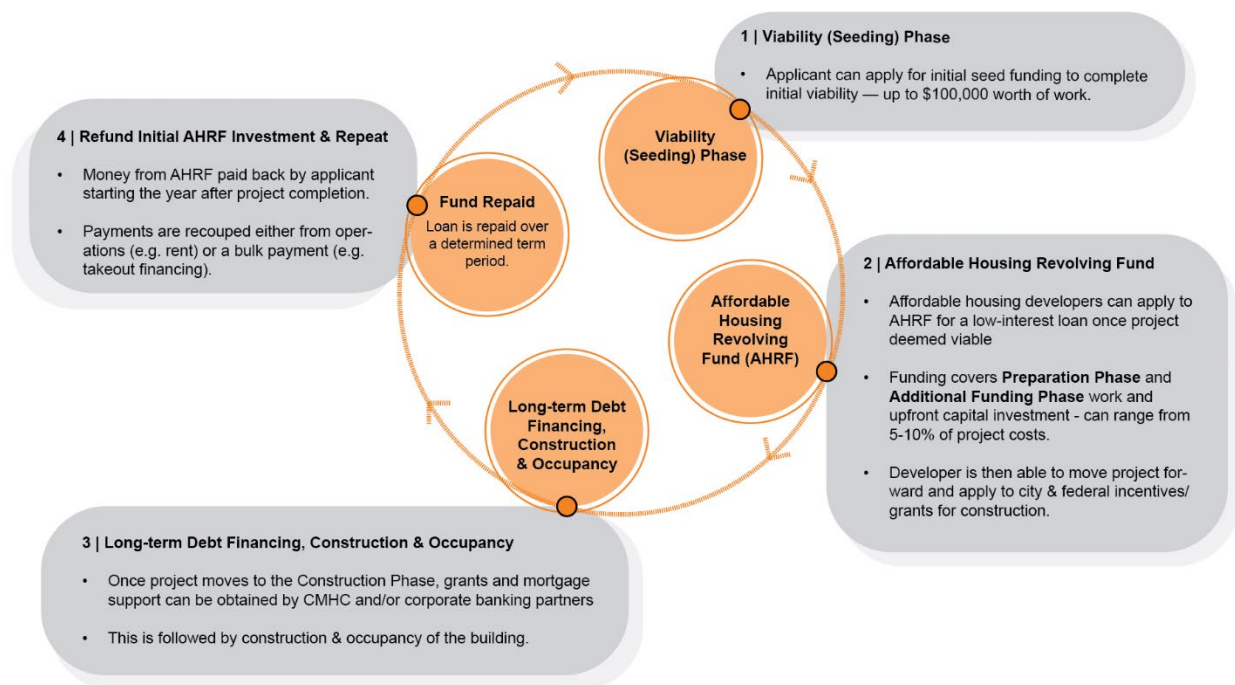 1 | Viability (Seeding) Phase
• Applicant can apply for initial seed funding to complete
initial viability — up to $100,000 worth of work.
Viability
(Seeding) Phase
4 | Refund Initial AHRF Investment & Repeat
• Money from AHRF paid back by applicant
starting the year after project completion.
• Payments are recouped either from oper-
ations (e.g. rent) or a bulk payment (e.g.
takeout financing).
Fund Repaid
Loan is repaid over
a determined term
period.
2 | Affordable Housing Revolving Fund
• Affordable housing developers can apply to
AHRF for a low-interest loan once project
deemed viable
• Funding covers Preparation Phase and
Additional Funding Phase work and
upfront capital investment - can range from
5-10% of project costs.
• Developer is then able to move project for-
ward and apply to city & federal incentives/
grants for construction.
Affordable
Housing
Revolving
Fund (AHRF)
Long-term Debt
Financing,
Construction
& Occupancy
3 | Long-term Debt Financing, Construction & Occupancy
• Once project moves to the Construction Phase, grants and mortgage
support can be obtained by CMHC and/or corporate banking partners
• This is followed by construction & occupancy of the building.